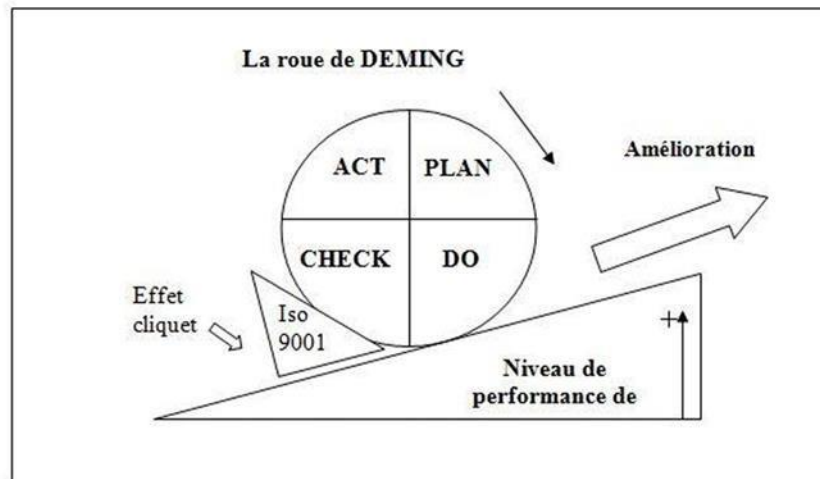 La roue de DEMING
Amélioration
ACT
PLAN
CHECK
DO
Effet
cliquet
Iso
9001
+
Niveau de
performance de